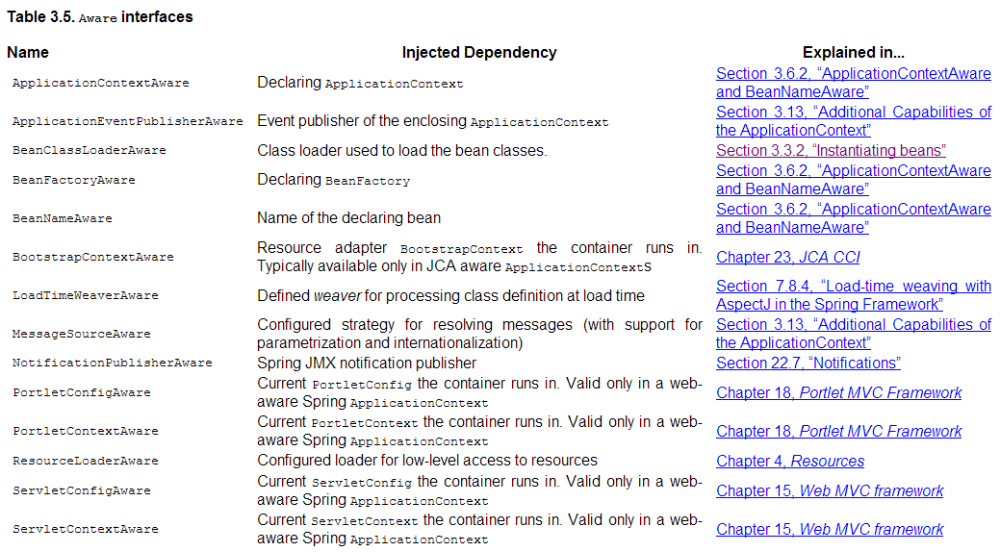 Table 3.5. Aware interfaces
Name Injected Dependency Explained in...
ApplicationContextAware Declaring ApplicationContext Section 3.6.2, “ApplicationContextAware
and BeanNameAware”
ApplicationEventPublisherAware Event publisher of the enclosing ApplicationContext Section 3.13, “Additional Capabilities of
the ApplicationContext”
BeanClassLoaderAware Class loader used to load the bean classes. Section 3.3.2, “Instantiating beans”
BeanFactoryAware Declaring BeanFactory Section 3.6.2, “ApplicationContextAware
and BeanNameAware”
BeanNameAware Name of the declaring bean Section 3.6.2, “ApplicationContextAware
and BeanNameAware”
BootstrapContextAware Resource adapter BootstrapContext the container runs in.
Typically available only in JCA aware ApplicationContextS Chapter 23, JCA CCI
LoadTimeWeaverAware Defined weaver for processing class definition at load time Section 7.8.4, “Load-time weaving with
AspectJ in the Spring Framework”
MessageSourceAware Configured strategy for resolving messages (with support for Section 3.13, “Additional Capabilities of
parametrization and internationalization) the ApplicationContext”
NotificationPublisherAware Spring JMX notification publisher Section 22.7, “Notifications”
PortletConfigAware Current PortletConfig the container runs in. Valid only in a web-
aware Spring ApplicationContext Chapter 18, Portlet MVC Framework
PortletContextAware Current PortletContext the container runs in. Valid only in a web-
aware Spring ApplicationContext Chapter 18, Portlet MVC Framework
ResourceLoaderAware Configured loader for low-level access to resources Chapter 4, Resources
ServletConfigAware Current ServletConfig the container runs in. Valid only in a web-
aware Spring ApplicationContext Chapter 15, Web MVC framework
ServletContextAware Current ServletContext the container runs in. Valid only in a web-
aware Spring ApplicationContext Chapter 15, Web MVC framework